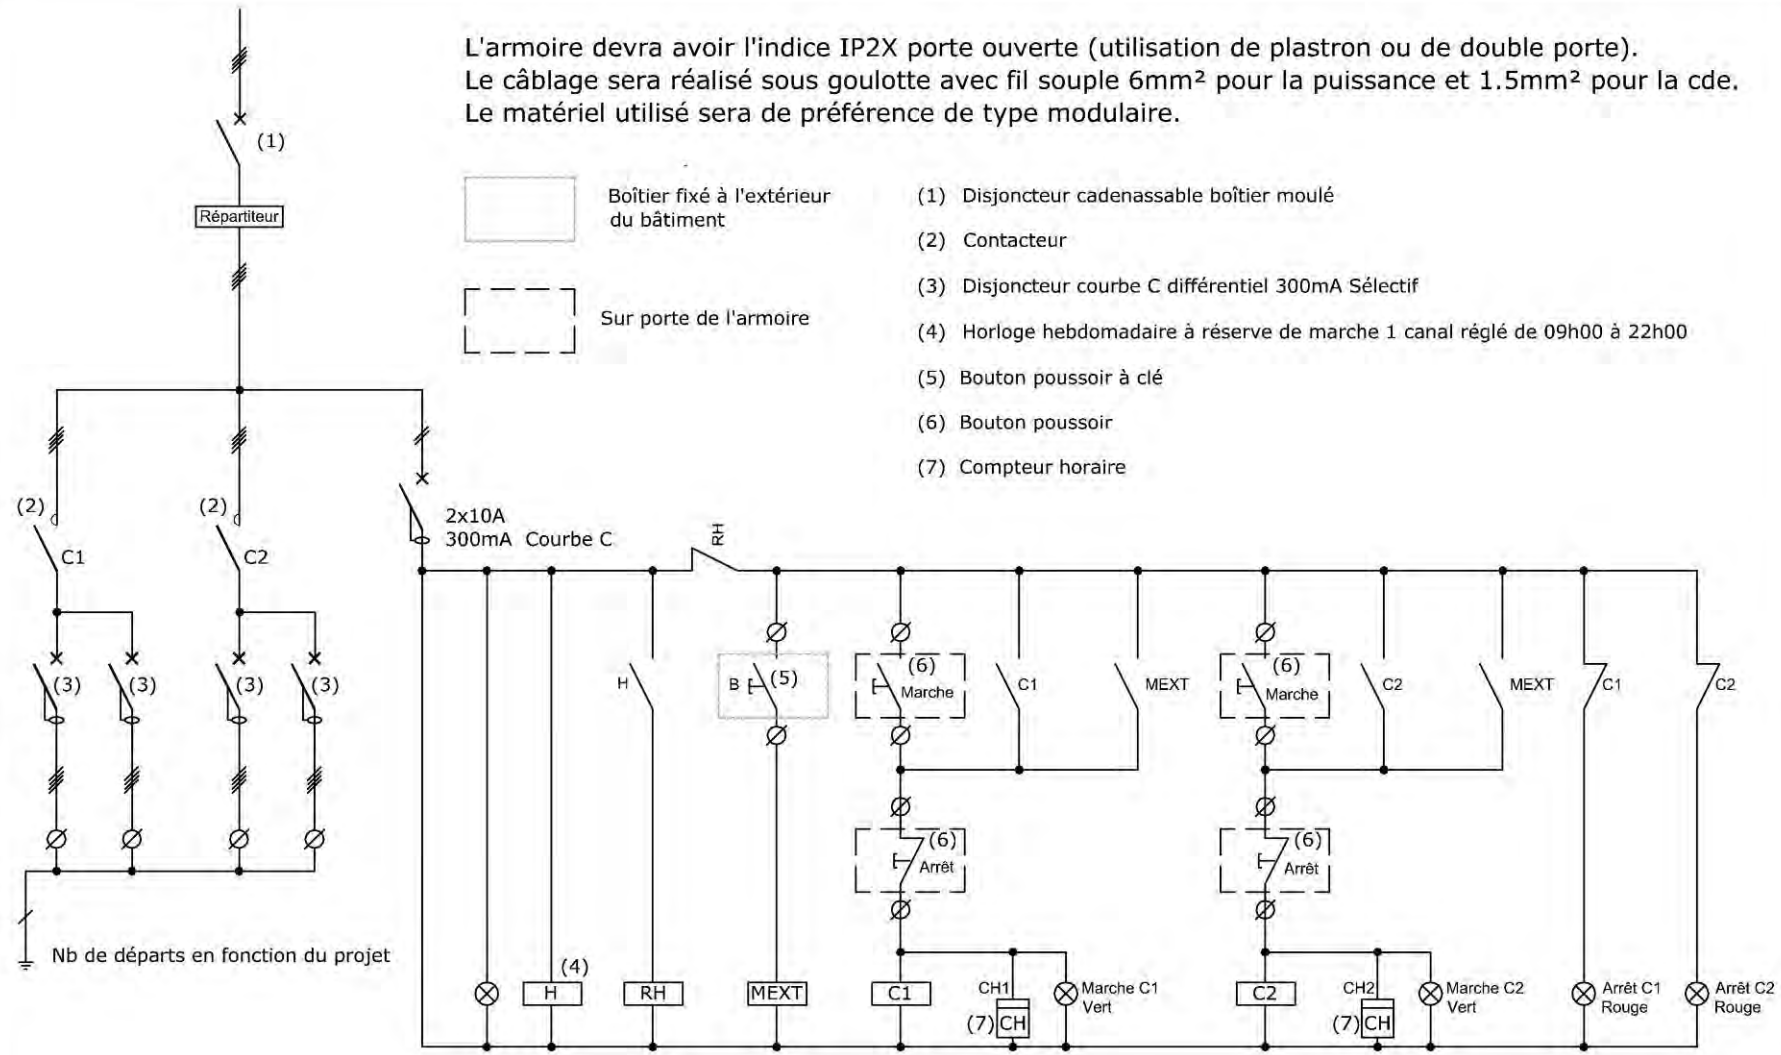 L'armoire devra avoir l'indice IP2X porte ouverte (utilisation de plastron ou de double porte).
Le câblage sera réalisé sous goulotte avec fil souple 6mm² pour la puissance et 1.5mm² pour la cde.
Le matériel utilisé sera de préférence de type modulaire.
(1)
Répartiteur
Boîtier fixé à l'extérieur
du bâtiment
Sur porte de l'armoire
(1) Disjoncteur cadenassable boîtier moulé
(2) Contacteur
(3) Disjoncteur courbe C différentiel 300mA Sélectif
(4) Horloge hebdomadaire à réserve de marche 1 canal réglé de 09h00 à 22h00
(5) Bouton poussoir à clé
(6) Bouton poussoir
(7) Compteur horaire
(2)
C1
(2)
C2
2x10A
300mA Courbe C
RH
(3)
(3)
(3)
(3)
H
B
(5)
(6)
Marche
C1
MEXT
(6)
Marche
C2
MEXT
C1
C2
(6)
Arrêt
(6)
Arrêt
Nb de départs en fonction du projet
(4)
H
RH
MEXT
C1
CH1
(7)
CH
Marche C1
Vert
C2
CH2
(7)
CH
Marche C2
Vert
Arrêt C1
Rouge
Arrêt C2
Rouge